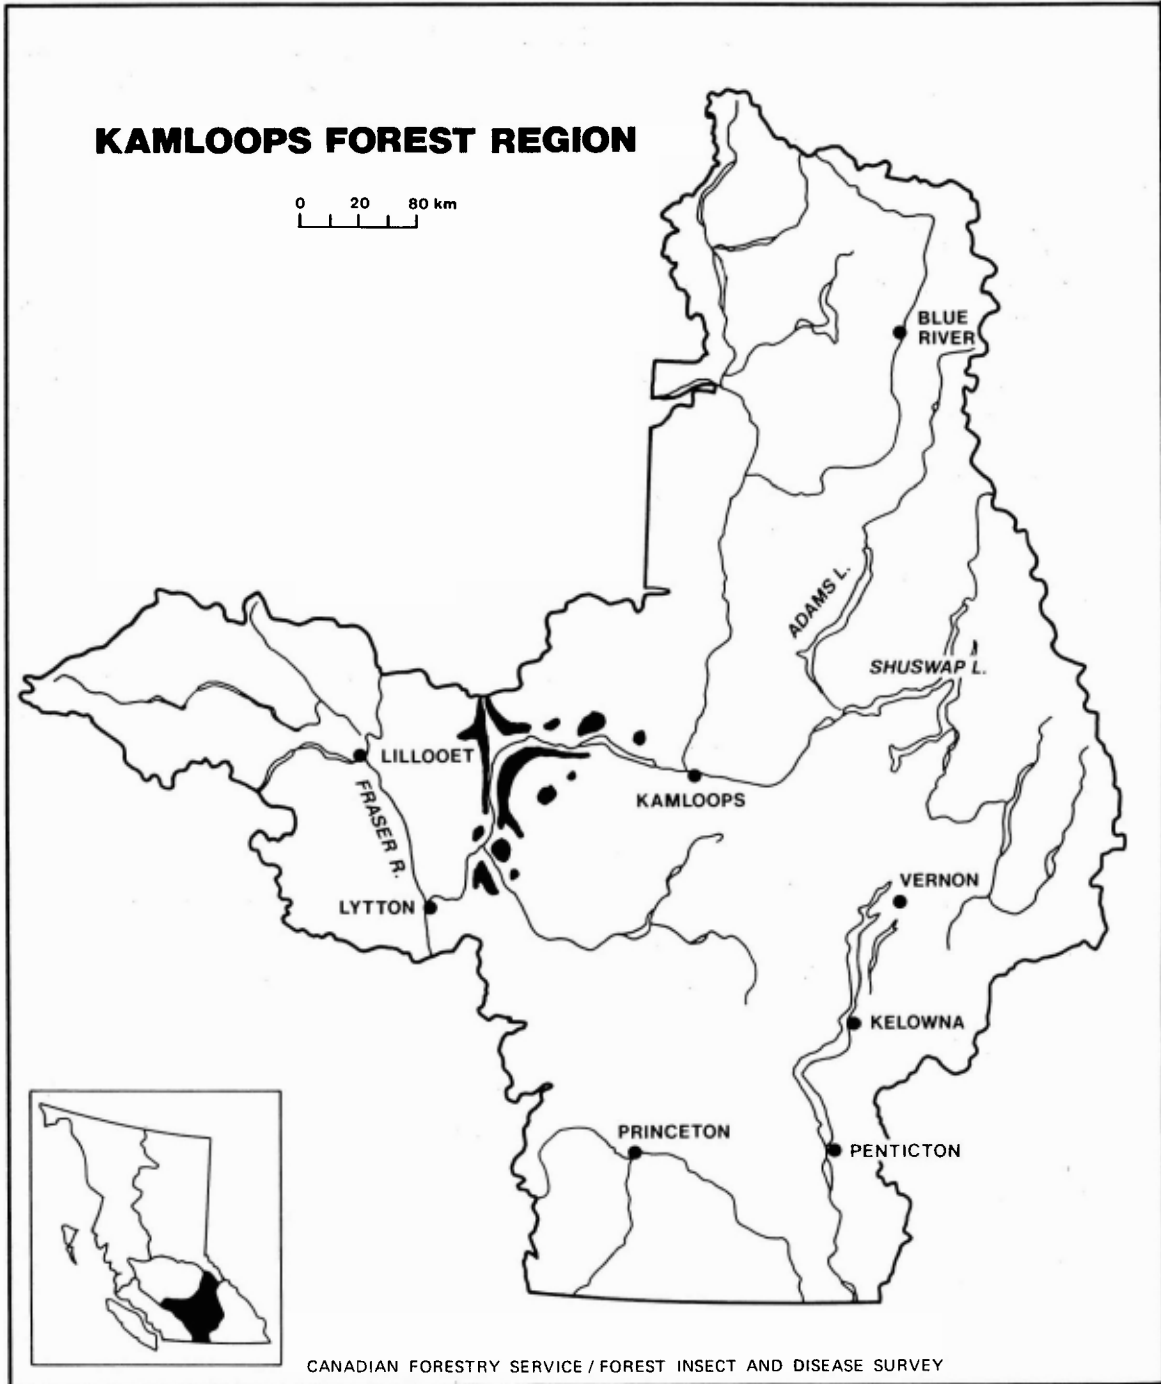 KAMLOOPS FOREST REGION
0 20 80 km
BLUE
RIVER
ADAMS L.
SHUSWAP L.
LILLOOET
KAMLOOPS
FRASER R.
VERNON
LYTTON
KELOWNA
PRINCETON
PENTICTON
CANADIAN FORESTRY SERVICE / FOREST INSECT AND DISEASE SURVEY